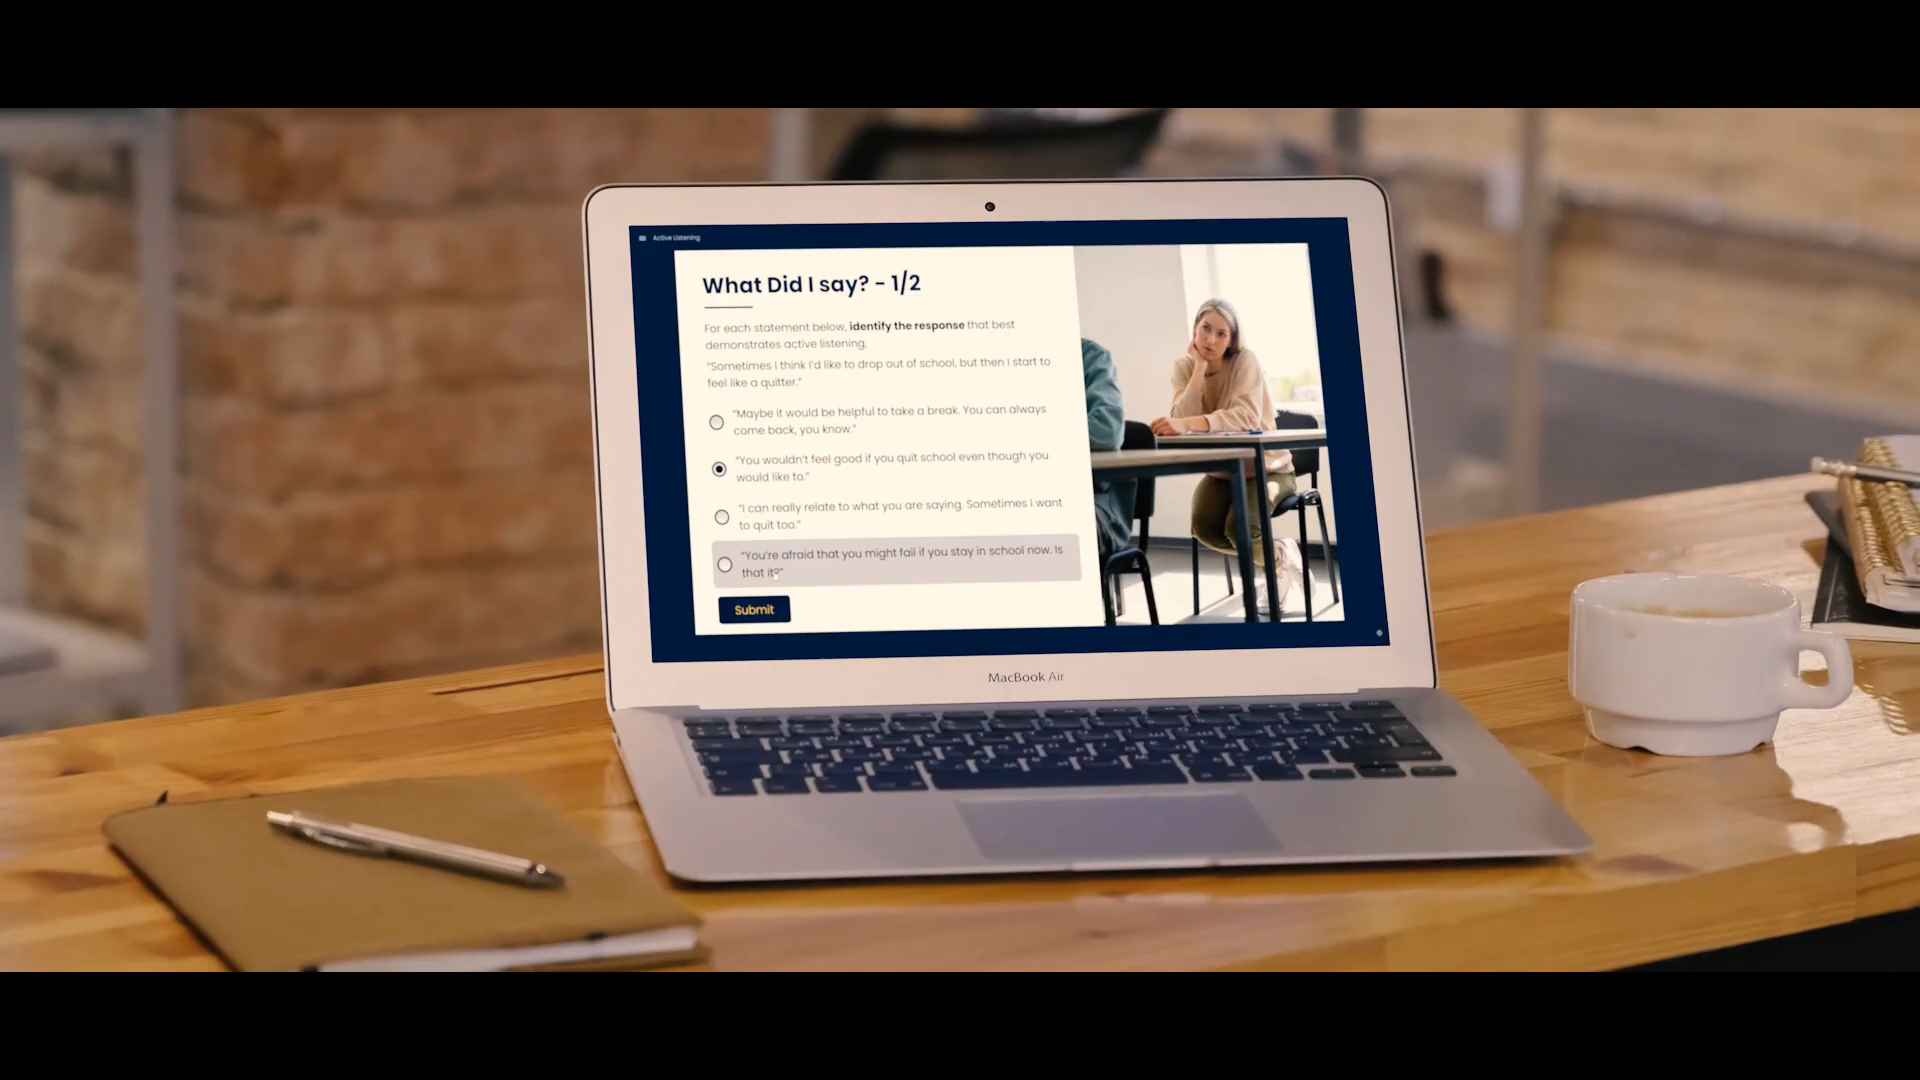 Active Listening
What Did I say? - 1/2
For each statement below, identify the response that best
demonstrates active listening.
"Sometimes I think I'd like to drop out of school, but then I start to
feel like a quitter."
"Maybe it would be helpful to take a break. You can always
come back, you know."
"You wouldn't feel good if you quit school even though you
would like to."
"I can really relate to what you are saying. Sometimes I want
to quit too."
"You're afraid that you might fail if you stay in school now. Is
that it?"
Submit
MacBook Air